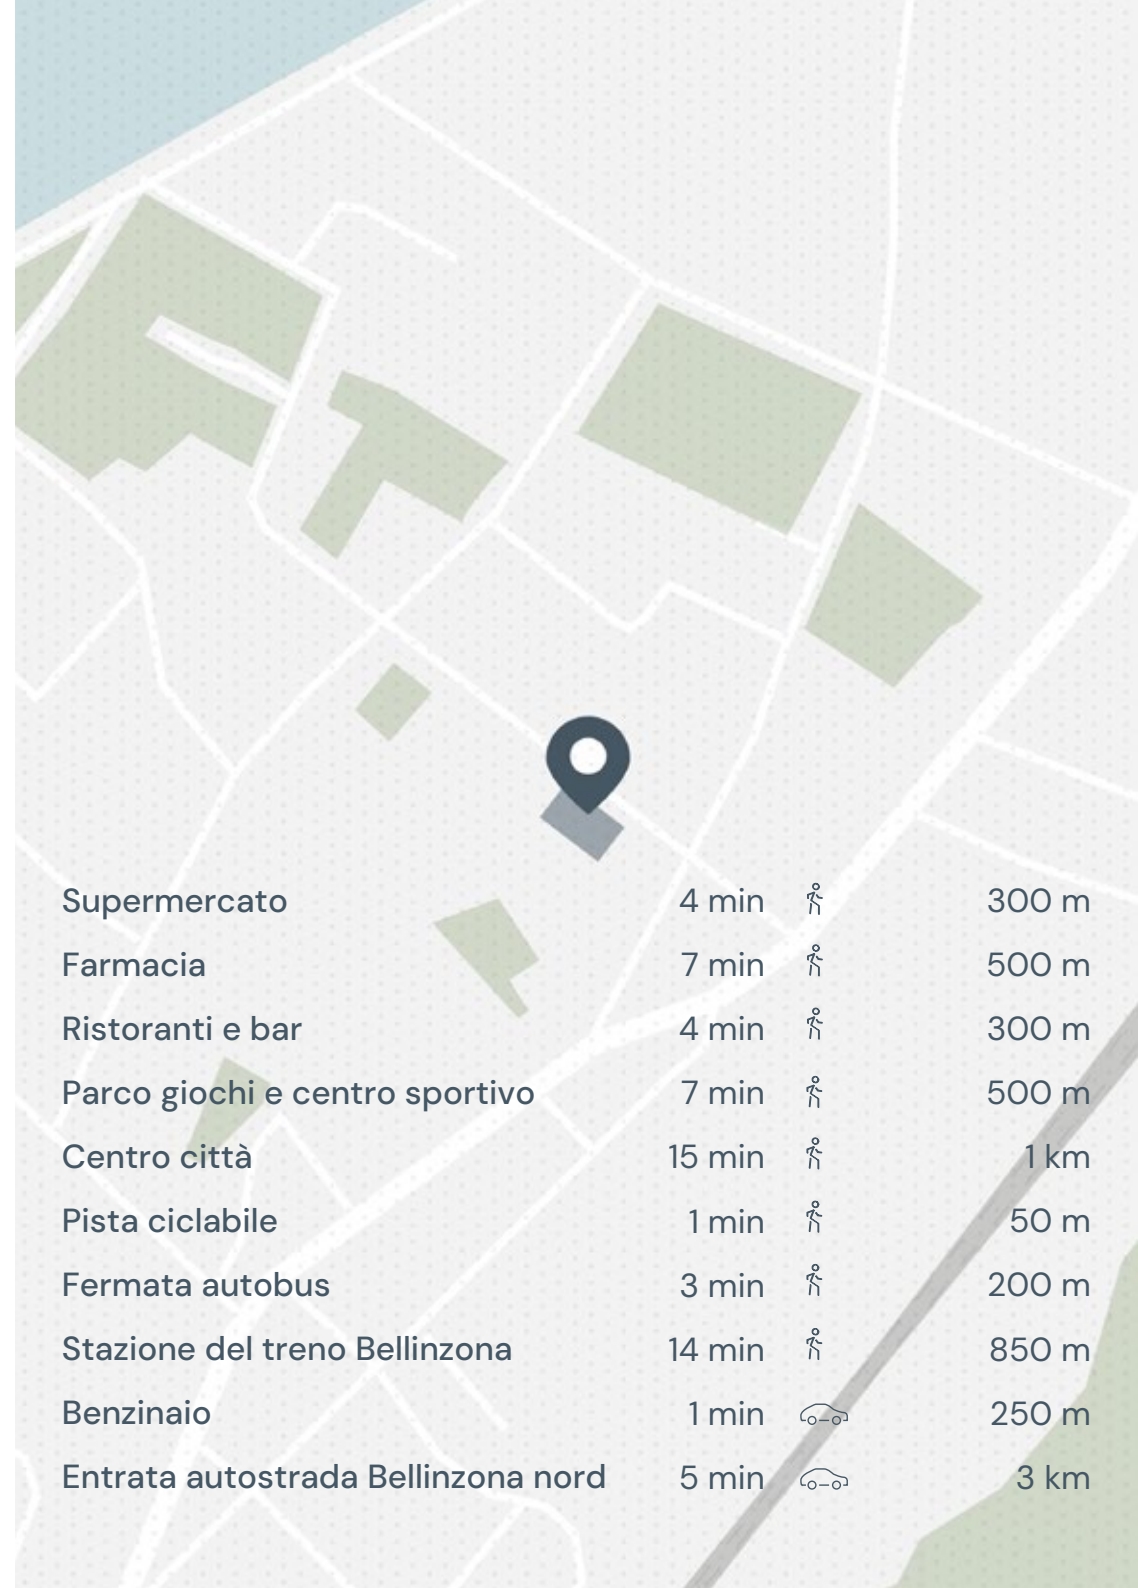 Supermercato 4 min 300 m
Farmacia 7 min 500 m
Ristoranti e bar 4 min 300 m
Parco giochi e centro sportivo 7 min 500 m
Centro città 15 min 1 km
Pista ciclabile 1 min 50 m
Fermata autobus 3 min 200 m
Stazione del treno Bellinzona 14 min 850 m
Benzinaio 1 min 250 m
Entrata autostrada Bellinzona nord 5 min 3 km